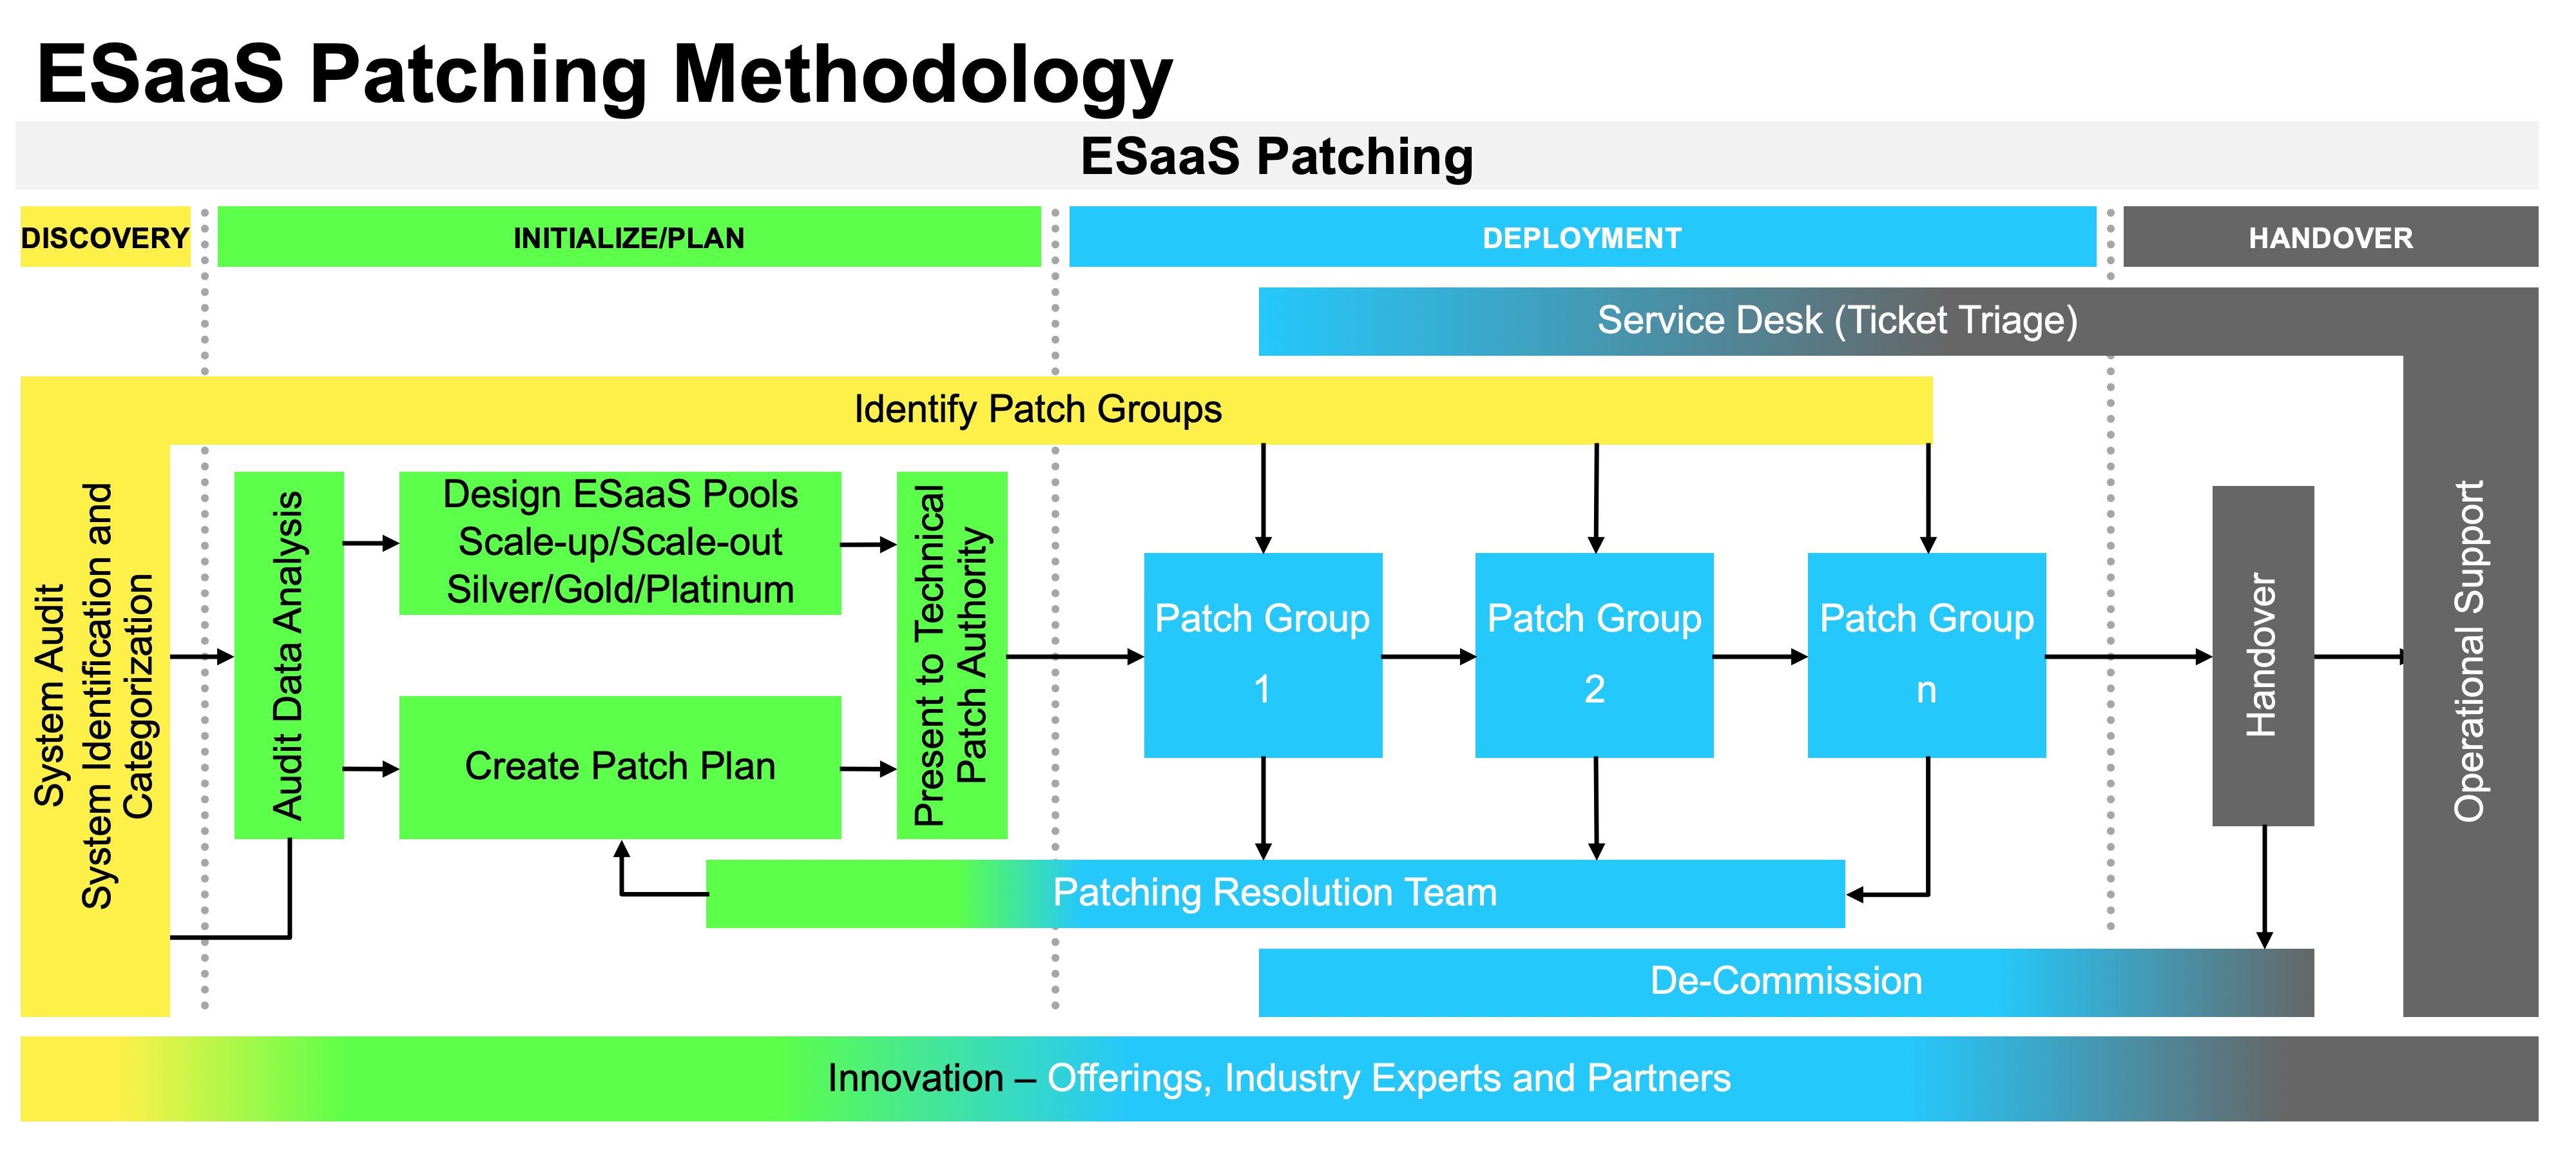 ESaaS Patching Methodology
ESaaS Patching
DISCOVERY
INITIALIZE/PLAN
DEPLOYMENT
HANDOVER
Service Desk (Ticket Triage)
Identify Patch Groups
System Audit
System Identification and
Categorization
Audit Data Analysis
Design ESaaS Pools
Scale-up/Scale-out
Silver/Gold/Platinum
Create Patch Plan
Present to Technical
Patch Authority
Patch Group
1
Patch Group
2
Patch Group
n
Handover
Operational Support
Patching Resolution Team
De-Commission
Innovation – Offerings, Industry Experts and Partners